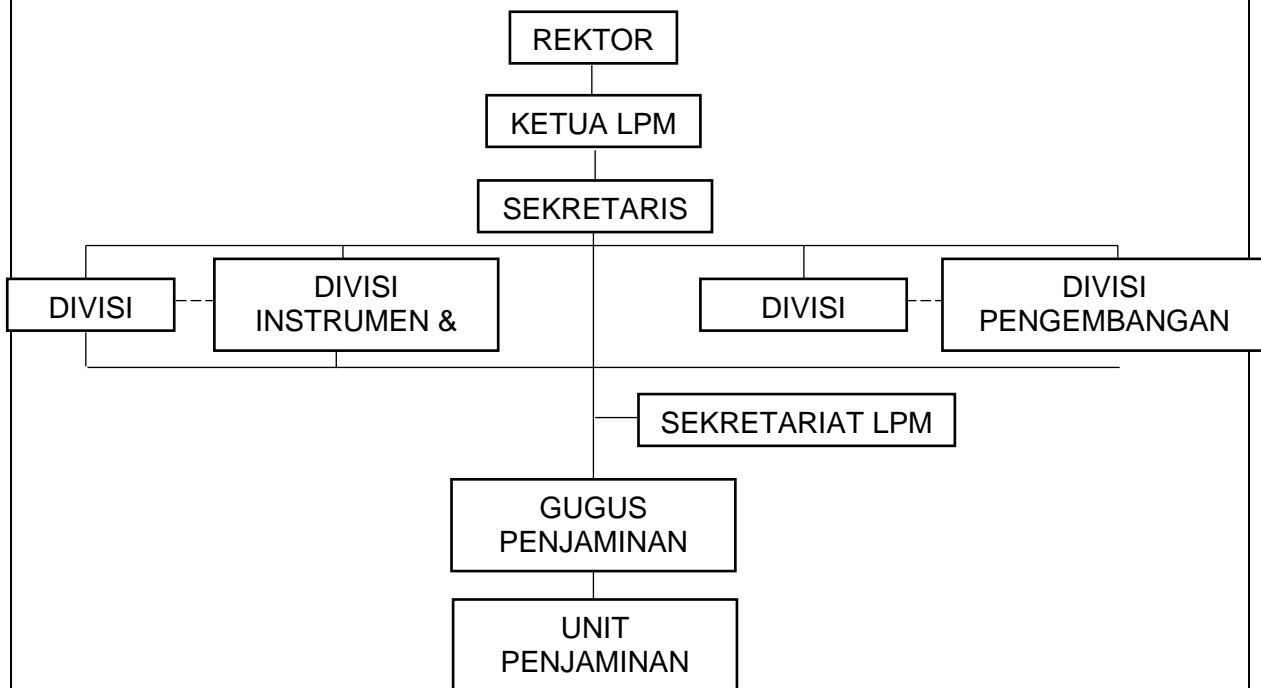 REKTOR
KETUA LPM
SEKRETARIS
DIVISI
DIVISI
INSTRUMEN &
DIVISI
DIVISI
PENGEMBANGAN
SEKRETARIAT LPM
GUGUS
PENJAMINAN
UNIT
PENJAMINAN